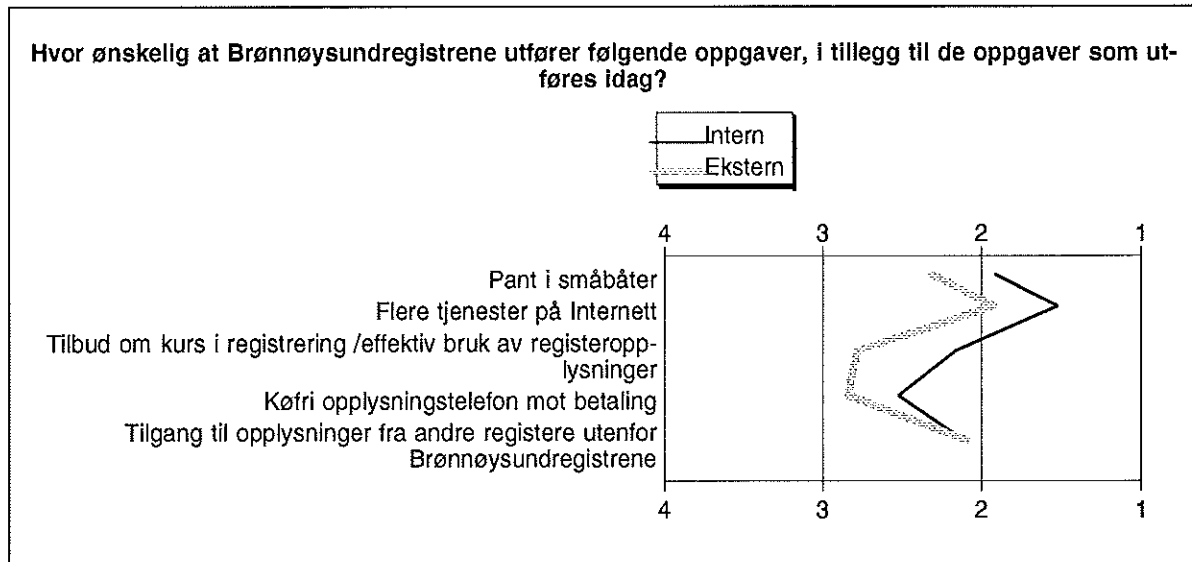 Hvor ønskelig at Brønnøysundregistrene utfører følgende oppgaver, i tillegg til de oppgaver som ut-
føres idag?
Intern
Ekstern
4 3 2 1
Pant i småbåter
Flere tjenester på Internett
Tilbud om kurs i registrering /effektiv bruk av registeropp-
lysninger
Køfri opplysningstelefon mot betaling
Tilgang til opplysninger fra andre registere utenfor
Brønnøysundregistrene
4 3 2 1